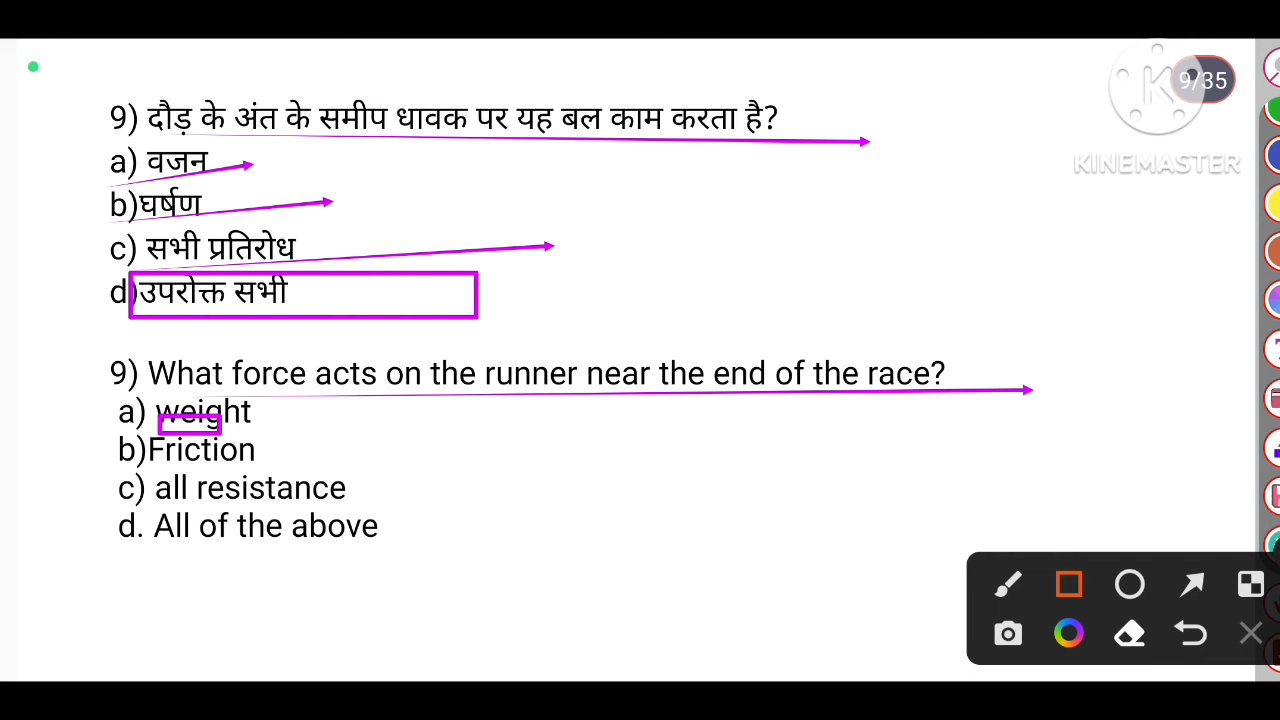 9/35
KINEMASTER
9) दौड़ के अंत के समीप धावक पर यह बल काम करता है?
a) वजन
b)घर्षण
c) सभी प्रतिरोध
d)उपरोक्त सभी
9) What force acts on the runner near the end of the race?
a) weight
b)Friction
c) all resistance
d. All of the above